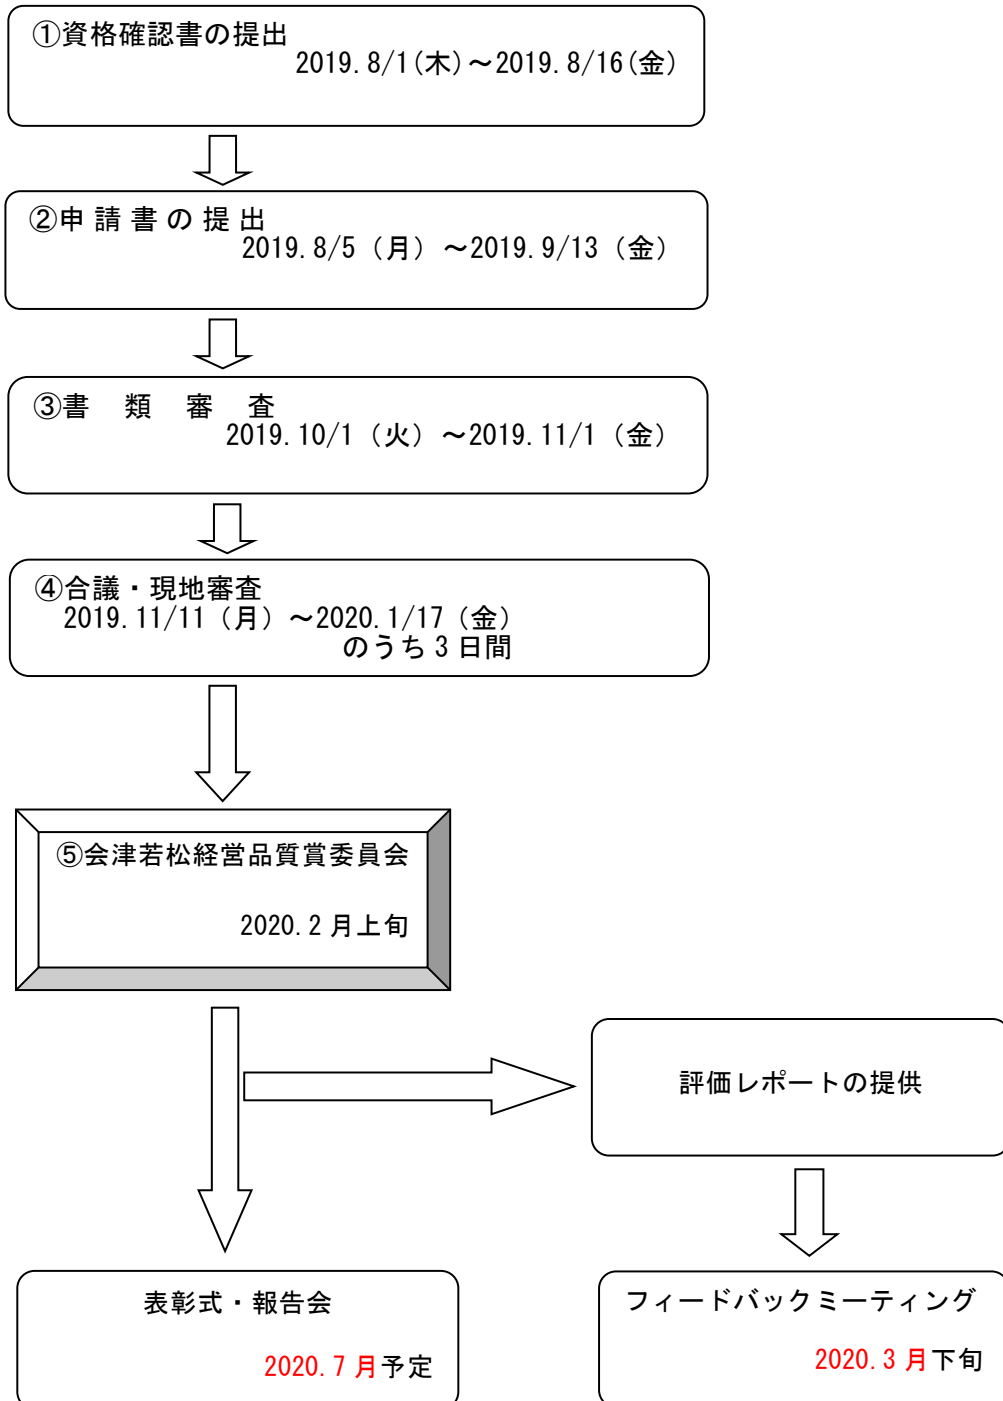 ①資格確認書の提出
2019.8/1(木)～2019.8/16(金)
②申 請 書 の 提 出
2019.8/5（月）～2019.9/13（金）
③書　類　審　査
2019.10/1（火）～2019.11/1（金）
④合議・現地審査
2019.11/11（月）～2020.1/17（金）
のうち3日間
⑤会津若松経営品質賞委員会
2020.2月上旬
評価レポートの提供
表彰式・報告会
2020.7月予定
フィードバックミーティング
2020.3月下旬